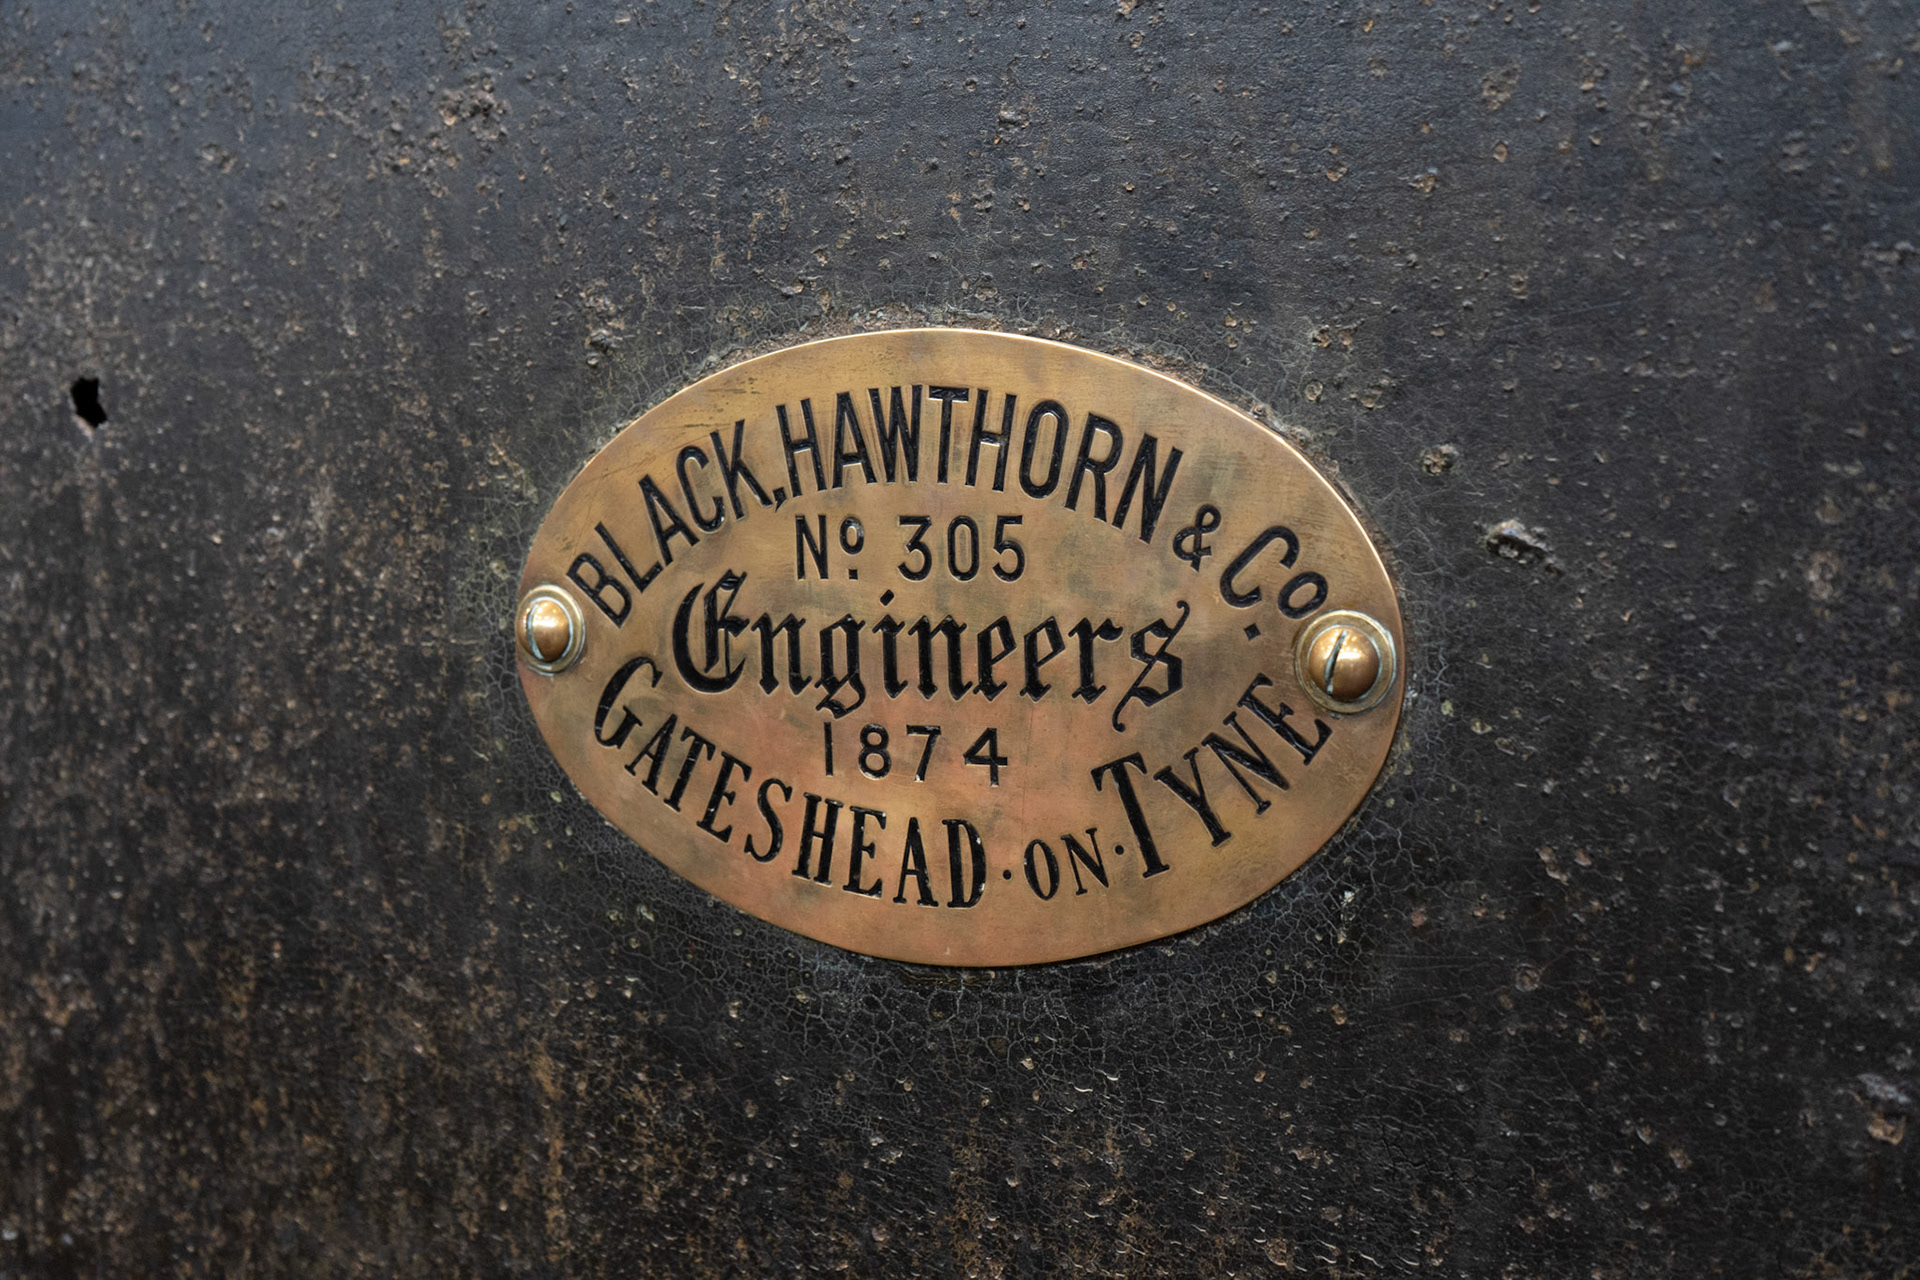 BLACK, HAWTHORN & Co.
No. 305
Engineers
1874
GATESHEAD · ON · TYNE